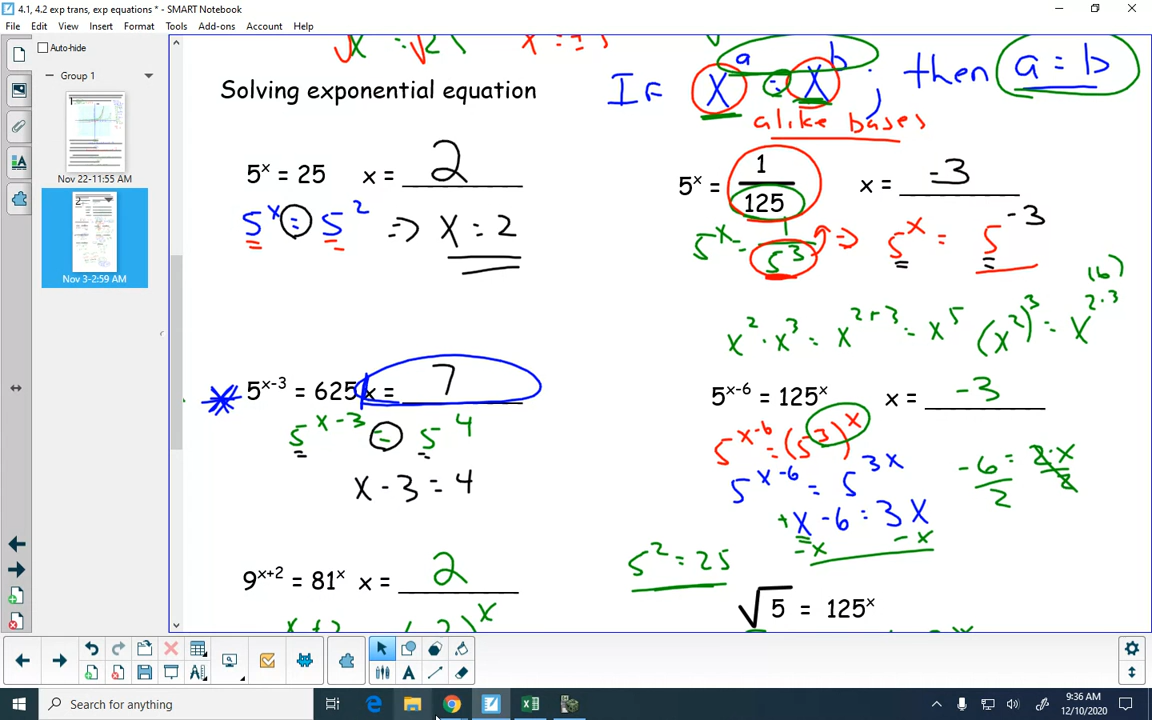 4.1, 4.2 exp trans, exp equations * - SMART Notebook
File Edit View Insert Format Tools Add-ons Account Help
Auto-hide
Group 1
1
Nov 22-11:55 AM
2
Nov 3-2:59 AM
Solving exponential equation
IF x^a = x^b ; then a = b
alike bases
5^x = 25 x = 2
5^x = 5^2 => x = 2
5^x = 1/125 x = -3
5^x = 1/5^3 => 5^x = 5^-3
x^2 · x^3 = x^2+3 = x^5 (x^2)^3 = x^2·3 (6)
5^x-3 = 625 x = 7
5^x-3 = 5^4
x - 3 = 4
5^x-6 = 125^x x = -3
5^x-6 = (5^3)^x
5^x-6 = 5^3x
+x - 6 = 3x
-x -x
-6/2 = 2·x/2
9^x+2 = 81^x x = 2
5^2 = 25
√5 = 125^x
Search for anything
9:36 AM
12/10/2020